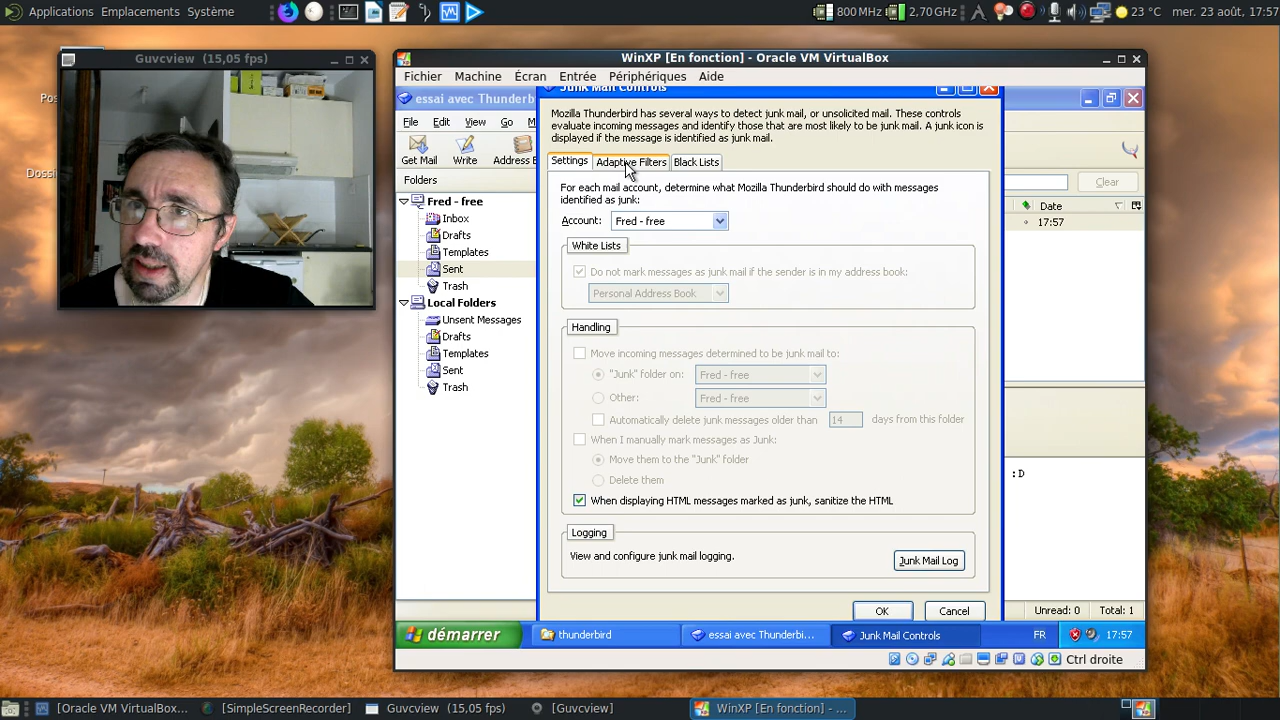 Applications Emplacements Système
800 MHz 2,70 GHz 23 °C mer. 23 août, 17:57
Guvcview (15,05 fps)
Pos
Doss
WinXP [En fonction] - Oracle VM VirtualBox
Fichier Machine Écran Entrée Périphériques Aide
essai avec Thunderb
Junk Mail Controls
File Edit View Go M
Get Mail Write Address B
Clear
Folders
Date
17:57
Fred - free
Inbox
Drafts
Templates
Sent
Trash
Local Folders
Unsent Messages
Drafts
Templates
Sent
Trash
Mozilla Thunderbird has several ways to detect junk mail, or unsolicited mail. These controls
evaluate incoming messages and identify those that are most likely to be junk mail. A junk icon is
displayed if the message is identified as junk mail.
Settings Adaptive Filters Black Lists
For each mail account, determine what Mozilla Thunderbird should do with messages
identified as junk:
Account: Fred - free
White Lists
Do not mark messages as junk mail if the sender is in my address book:
Personal Address Book
Handling
Move incoming messages determined to be junk mail to:
"Junk" folder on: Fred - free
Other: Fred - free
Automatically delete junk messages older than 14 days from this folder
When I manually mark messages as Junk:
Move them to the "Junk" folder
Delete them
When displaying HTML messages marked as junk, sanitize the HTML
Logging
View and configure junk mail logging.
Junk Mail Log
OK Cancel
:D
Unread: 0 Total: 1
démarrer thunderbird essai avec Thunderbi... Junk Mail Controls FR 17:57
Ctrl droite
[Oracle VM VirtualBox... [SimpleScreenRecorder] Guvcview (15,05 fps) [Guvcview] WinXP [En fonction] - ...